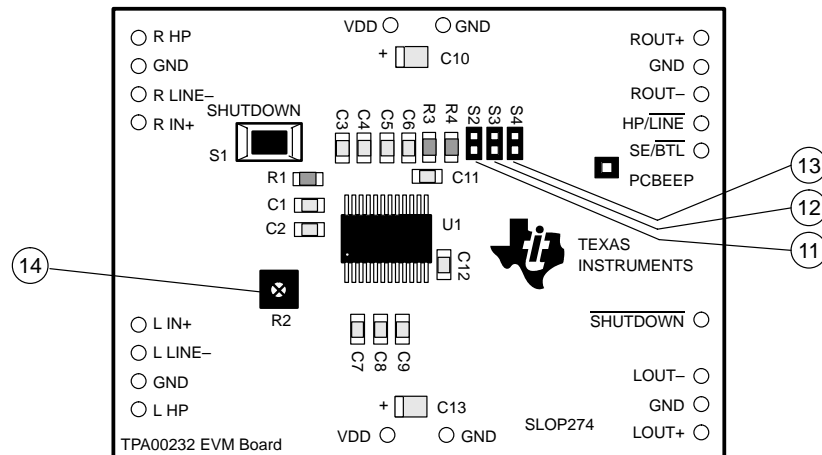 VDD
GND
R HP
GND
R LINE–
R IN+
+
C10
ROUT+
GND
ROUT–
HP/LINE
SE/BTL
SHUTDOWN
S1
C3
C4
C5
C6
R3
R4
S2
S3
S4
PCBEEP
13
12
11
R1
C11
C1
C2
U1
C12
TEXAS
INSTRUMENTS
14
R2
L IN+
L LINE–
GND
L HP
C7
C8
C9
SHUTDOWN
LOUT–
GND
LOUT+
+
C13
SLOP274
VDD
GND
TPA00232 EVM Board